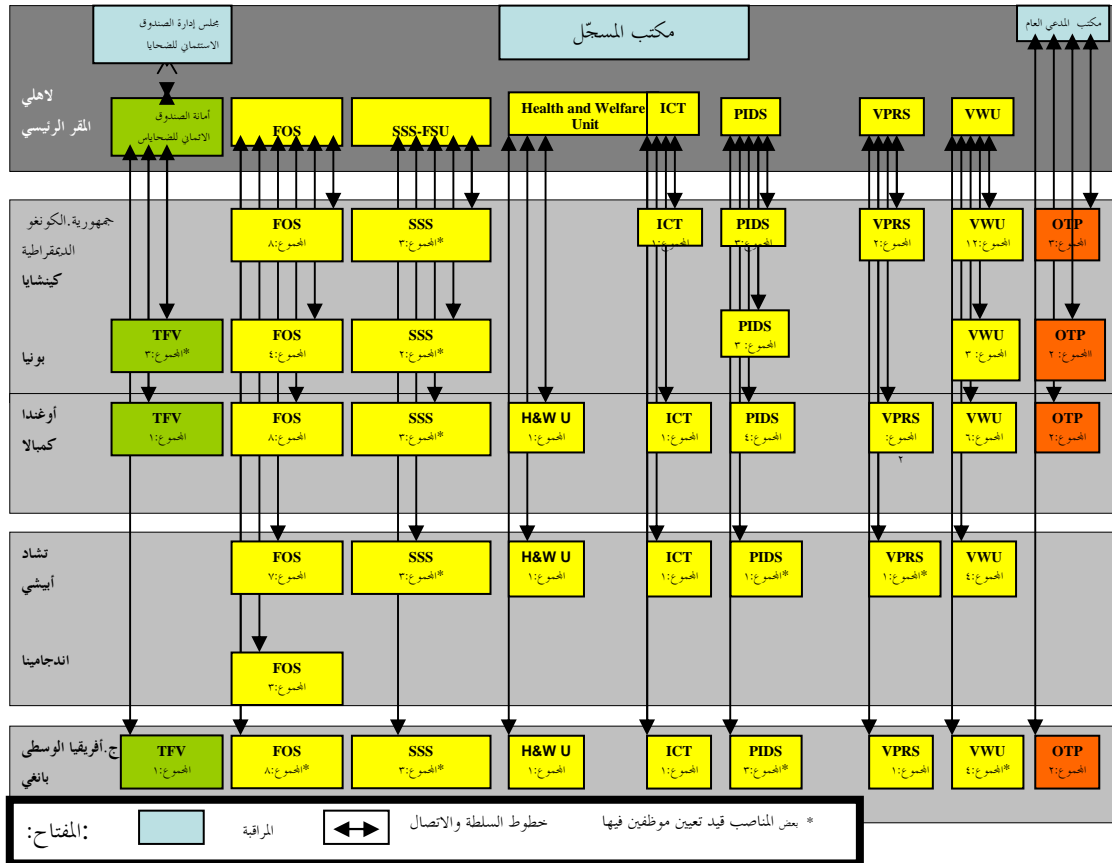 مجلس إدارة الصندوق
الاستئماني للضحايا
مكتب المسجّل
مكتب المدعي العام
لاهلي
المقر الرئيسي
أمانة الصندوق
الائتماني للضحايس
FOS
SSS-FSU
Health and Welfare
Unit
ICT
PIDS
VPRS
VWU
جمهورية.الكونغو
الديمقراطية
كينشايا
FOS
المجموع:٨
SSS
المجموع:٣*
ICT
المجموع:١
PIDS
المجموع:٣
VPRS
المجموع:٢
VWU
المجموع:١٢
OTP
المجموع:٣
بونيا
TFV
المجموع:٣*
FOS
المجموع:٤
SSS
المجموع:٢*
PIDS
المجموع: ٣
VWU
المجموع: ٣
OTP
االمجموع: ٢
أوغندا
كمبالا
TFV
المجموع:١
FOS
المجموع:٨
SSS
المجموع:٣*
H&W U
المجموع:١
ICT
المجموع:١
PIDS
المجموع:٤
VPRS
المجموع:
٢
VWU
المجموع:٦
OTP
المجموع:٢
تشاد
أبيشي
FOS
المجموع:٧
SSS
المجموع:٣*
H&W U
المجموع:١
ICT
المجموع:١
PIDS
المجموع:١*
VPRS
المجموع:١*
VWU
المجموع:٤
اندجامينا
FOS
المجموع:٣
ج.أفريقيا الوسطى
بانغي
TFV
المجموع:١
FOS
المجموع:٨*
SSS
المجموع:٣*
H&W U
المجموع:١
ICT
المجموع:١
PIDS
المجموع:٣*
VPRS
المجموع:١
VWU
المجموع:٤*
OTP
المجموع:٢
المفتاح:
المراقبة
خطوط السلطة والاتصال
* بعض المناصب قيد تعيين موظفين فيها